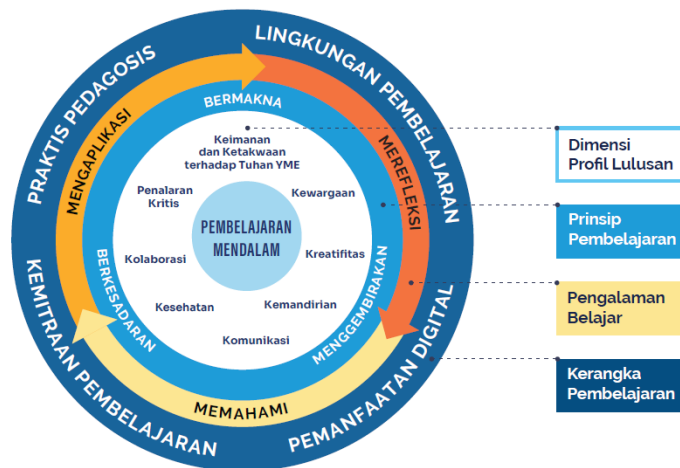 PRAKTIS PEDAGOSIS
LINGKUNGAN PEMBELAJARAN
MENGAPLIKASI
BERMAKNA
MEREFLEKSI
Keimanan
dan Ketakwaan
terhadap Tuhan YME
Penalaran
Kritis
Kewargaan
PEMBELAJARAN
MENDALAM
Kolaborasi
Kreatifitas
Kesehatan
Kemandirian
Komunikasi
BERKESADARAN
MENGGEMBIRAKAN
MEMAHAMI
KEMITRAAN PEMBELAJARAN
PEMANFAATAN DIGITAL
Dimensi
Profil Lulusan
Prinsip
Pembelajaran
Pengalaman
Belajar
Kerangka
Pembelajaran